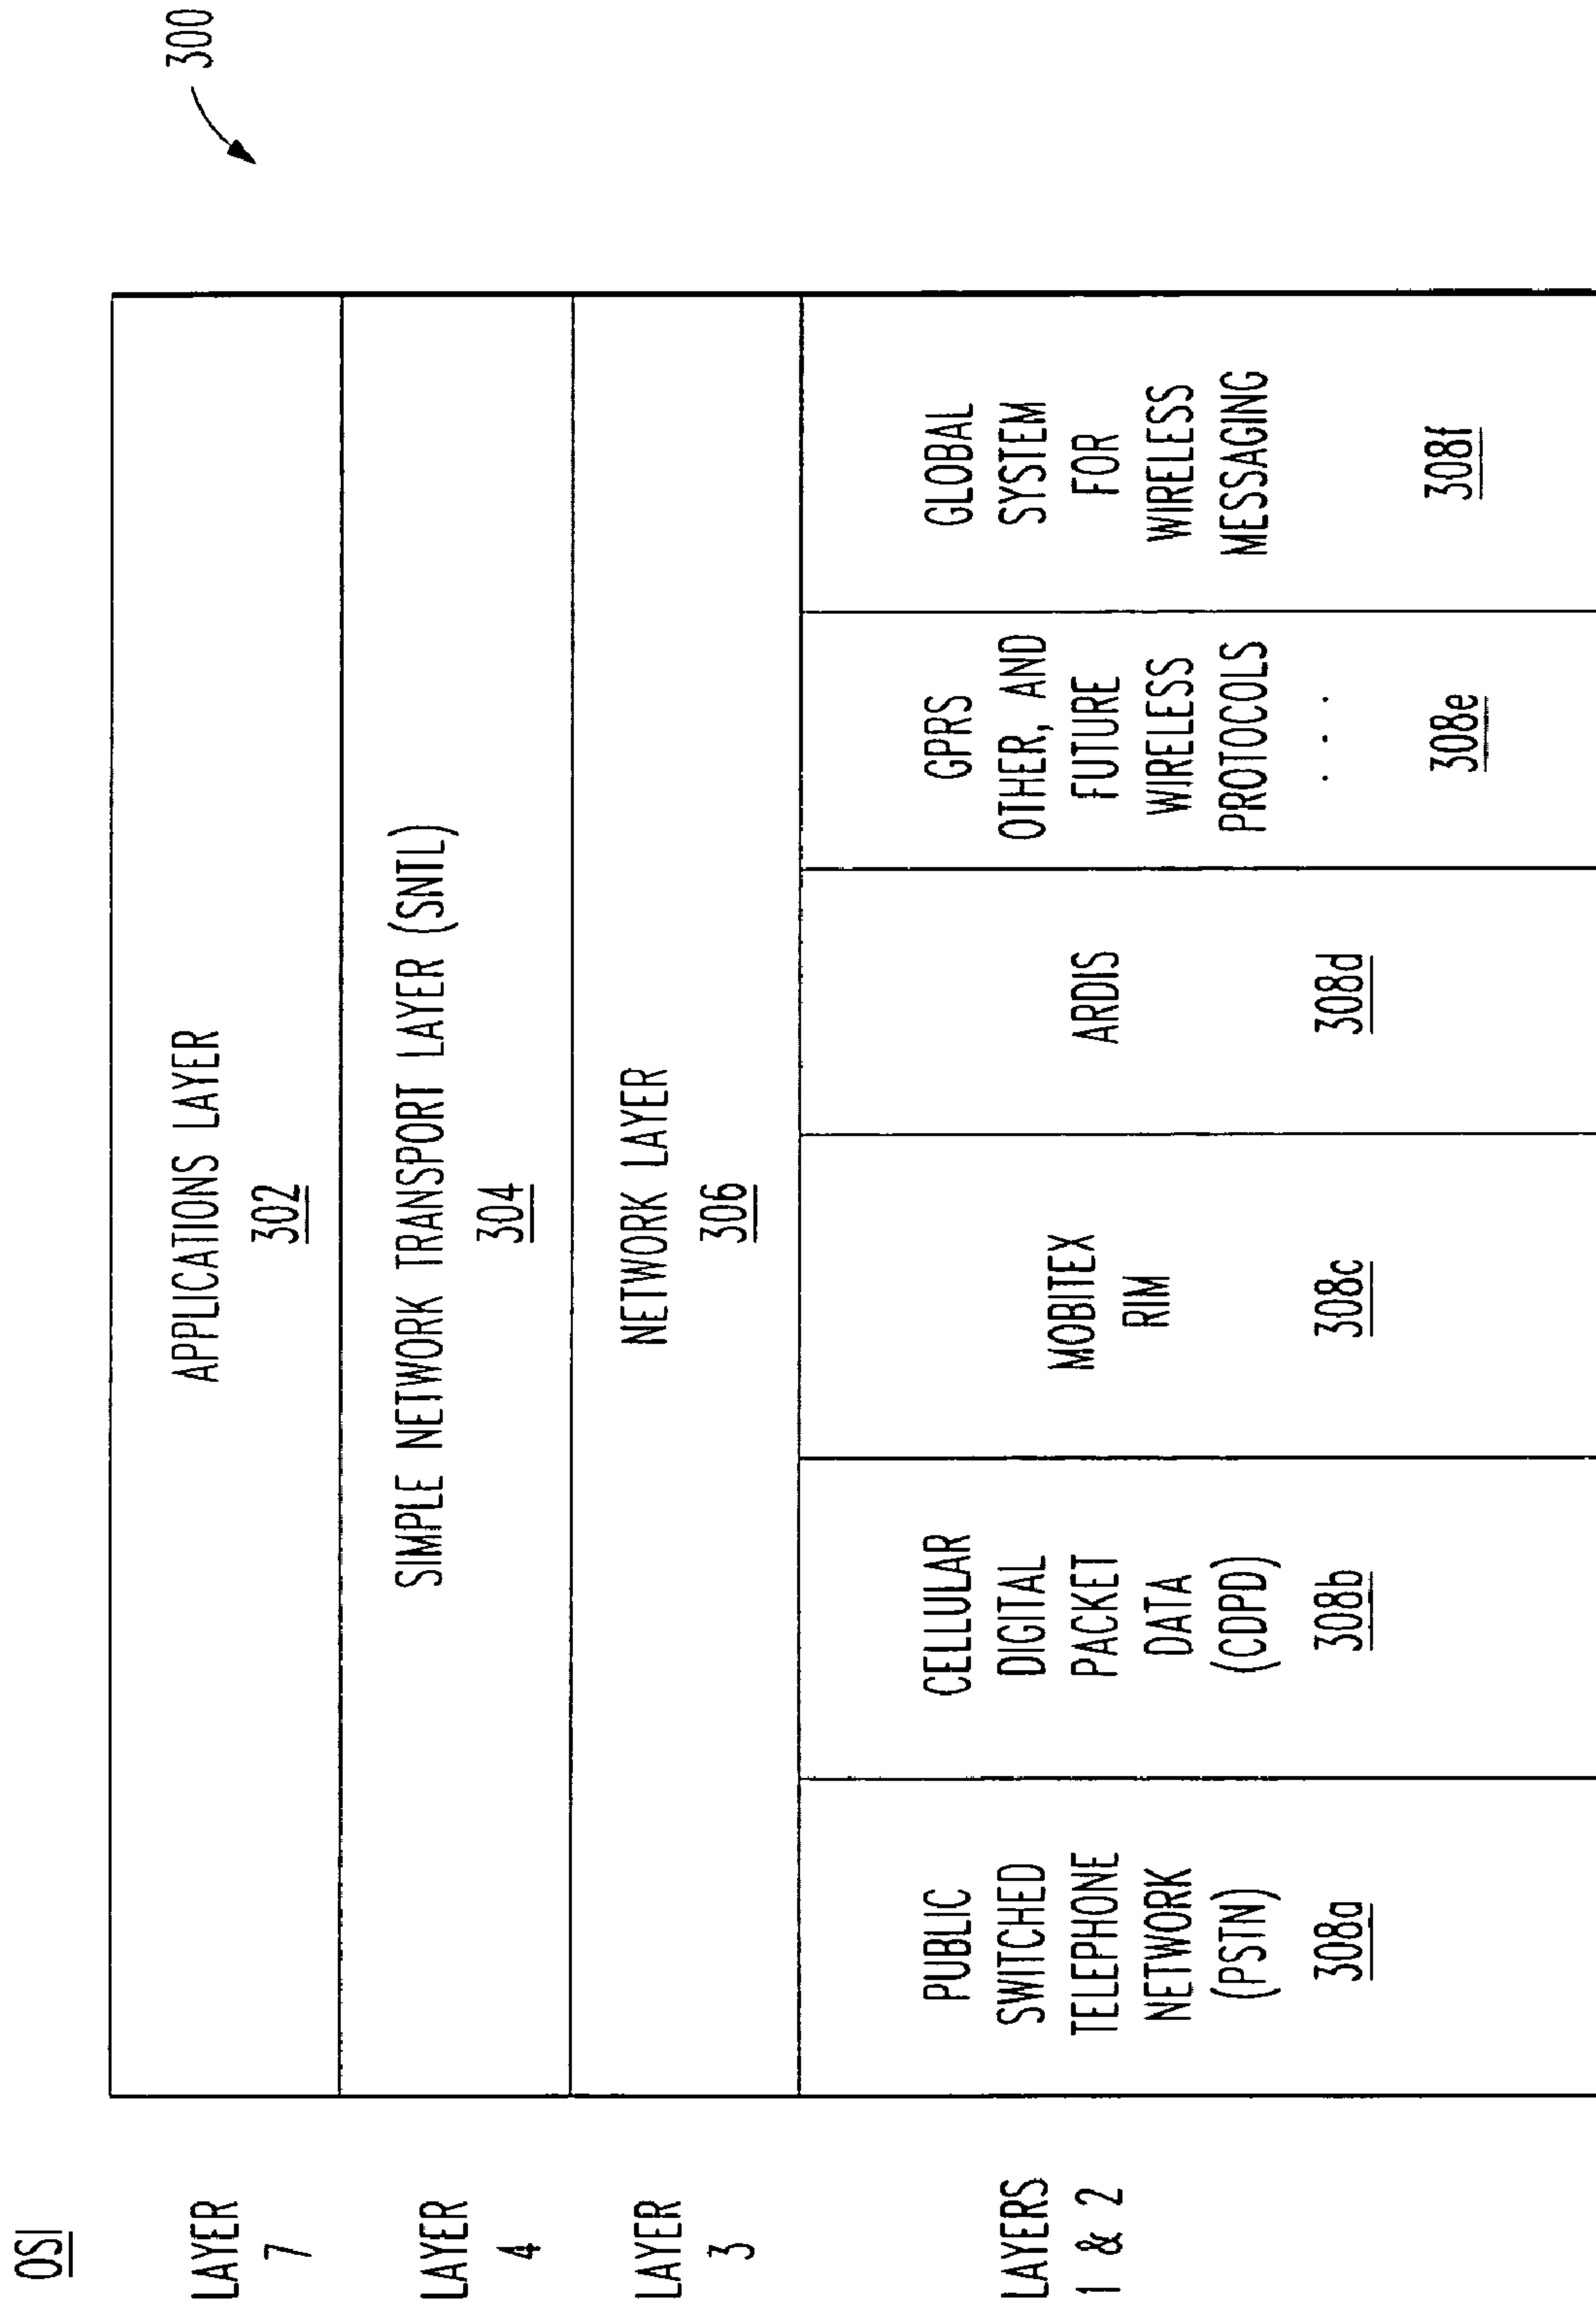 300
OSI
LAYER
7
APPLICATIONS LAYER
302
LAYER
4
SIMPLE NETWORK TRANSPORT LAYER (SNTL)
304
LAYER
3
NETWORK LAYER
306
LAYERS
1 & 2
PUBLIC
SWITCHED
TELEPHONE
NETWORK
(PSTN)
308a
CELLULAR
DIGITAL
PACKET
DATA
(CDPD)
308b
MOBITEX
RIM
308c
ARDIS
308d
GPRS
OTHER, AND
FUTURE
WIRELESS
PROTOCOLS
. . .
308e
GLOBAL
SYSTEM
FOR
WIRELESS
MESSAGING
308f